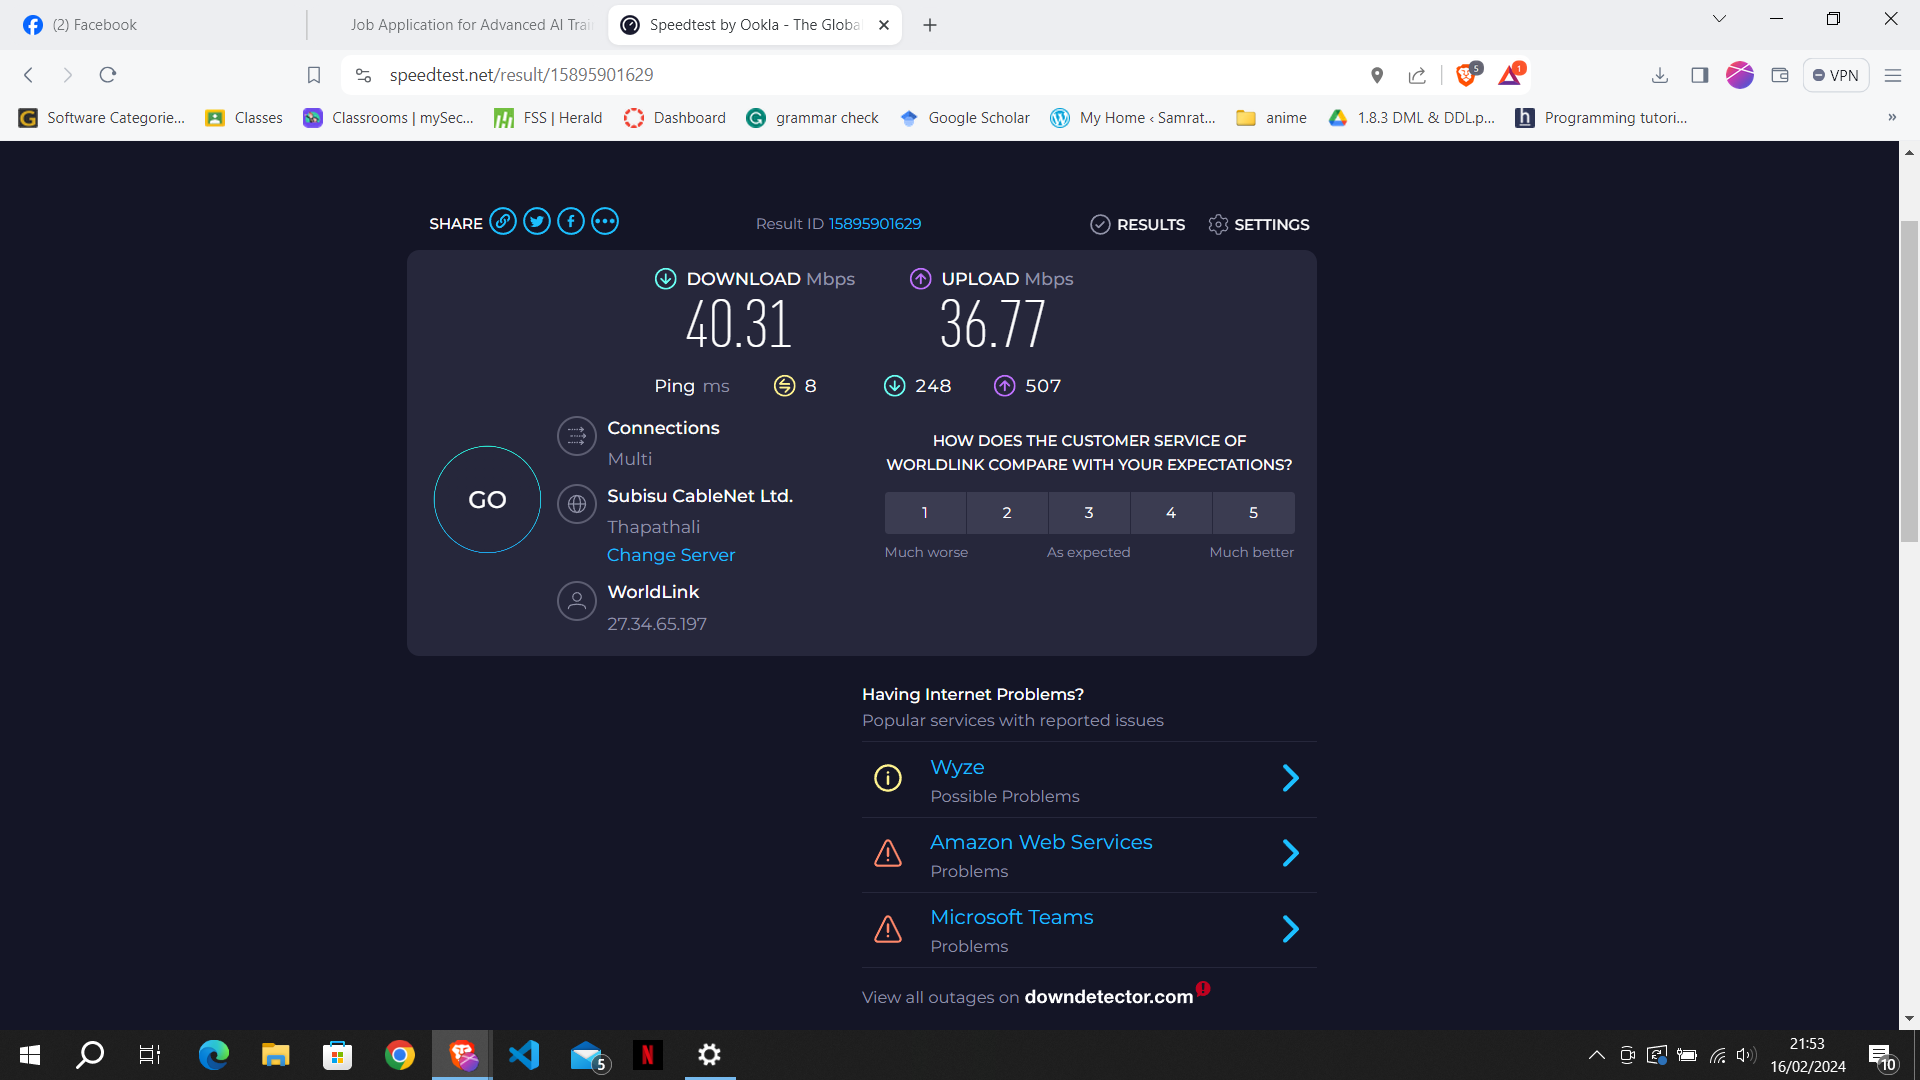 (2) Facebook
Job Application for Advanced AI Trai
Speedtest by Ookla - The Globa
speedtest.net/result/15895901629
5
1
VPN
Software Categorie...
Classes
Classrooms | mySec...
FSS | Herald
Dashboard
grammar check
Google Scholar
My Home ‹ Samrat...
anime
1.8.3 DML & DDL.p...
Programming tutori...
»
SHARE
Result ID 15895901629
RESULTS
SETTINGS
DOWNLOAD Mbps
40.31
UPLOAD Mbps
36.77
Ping ms
8
248
507
GO
Connections
Multi
Subisu CableNet Ltd.
Thapathali
Change Server
WorldLink
27.34.65.197
HOW DOES THE CUSTOMER SERVICE OF
WORLDLINK COMPARE WITH YOUR EXPECTATIONS?
1 2 3 4 5
Much worse As expected Much better
Having Internet Problems?
Popular services with reported issues
Wyze
Possible Problems
Amazon Web Services
Problems
Microsoft Teams
Problems
View all outages on downdetector.com
5
N
21:53
16/02/2024
10